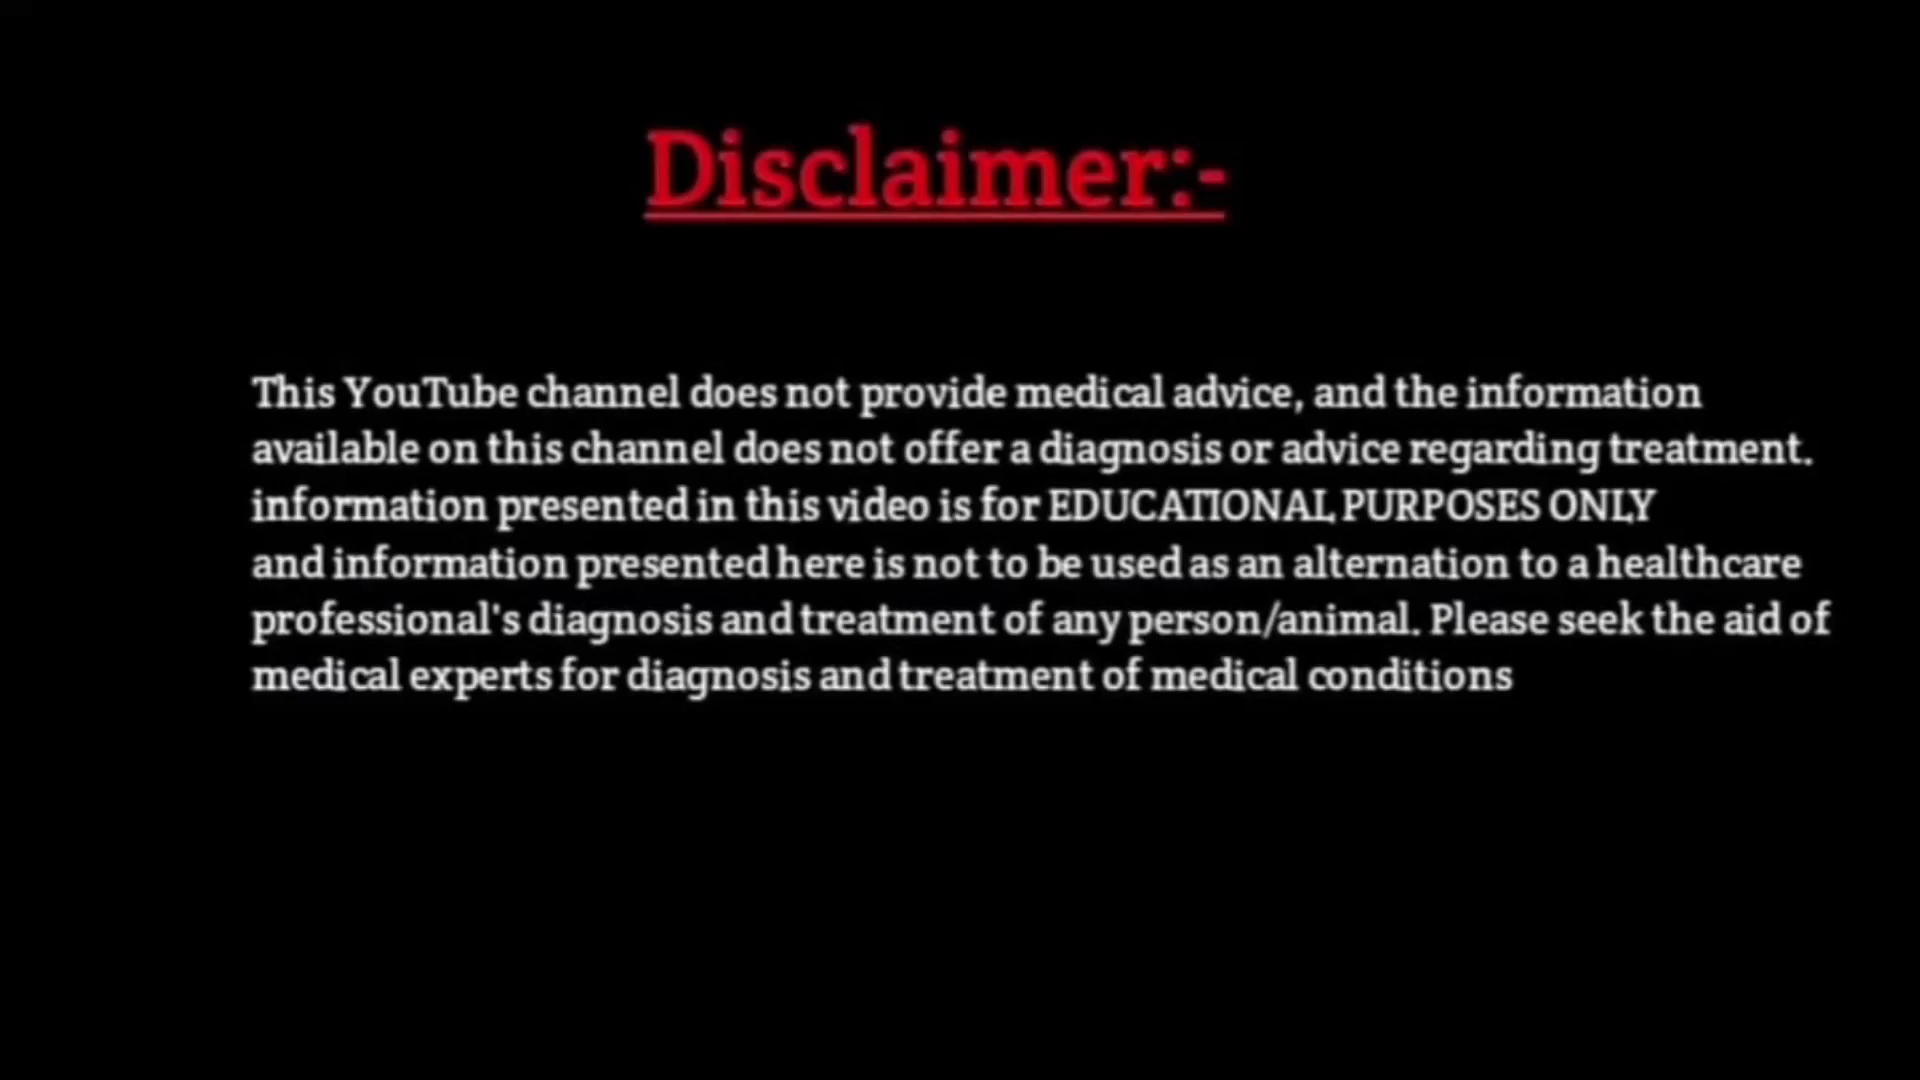 Disclaimer:-
This YouTube channel does not provide medical advice, and the information
available on this channel does not offer a diagnosis or advice regarding treatment.
information presented in this video is for EDUCATIONAL PURPOSES ONLY
and information presented here is not to be used as an alternation to a healthcare
professional's diagnosis and treatment of any person/animal. Please seek the aid of
medical experts for diagnosis and treatment of medical conditions